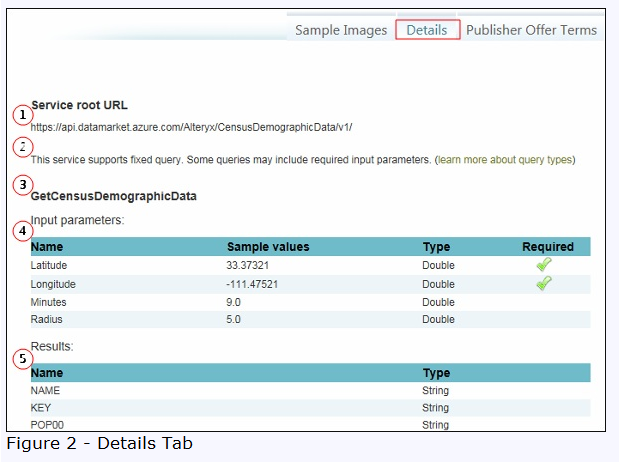 Sample Images Details Publisher Offer Terms
Service root URL
1
https://api.datamarket.azure.com/Alteryx/CensusDemographicData/v1/
2
This service supports fixed query. Some queries may include required input parameters. (learn more about query types)
3
GetCensusDemographicData
Input parameters:
4
Name Sample values Type Required
Latitude 33.37321 Double
Longitude -111.47521 Double
Minutes 9.0 Double
Radius 5.0 Double
Results:
5
Name Type
NAME String
KEY String
POP00 String
Figure 2 - Details Tab